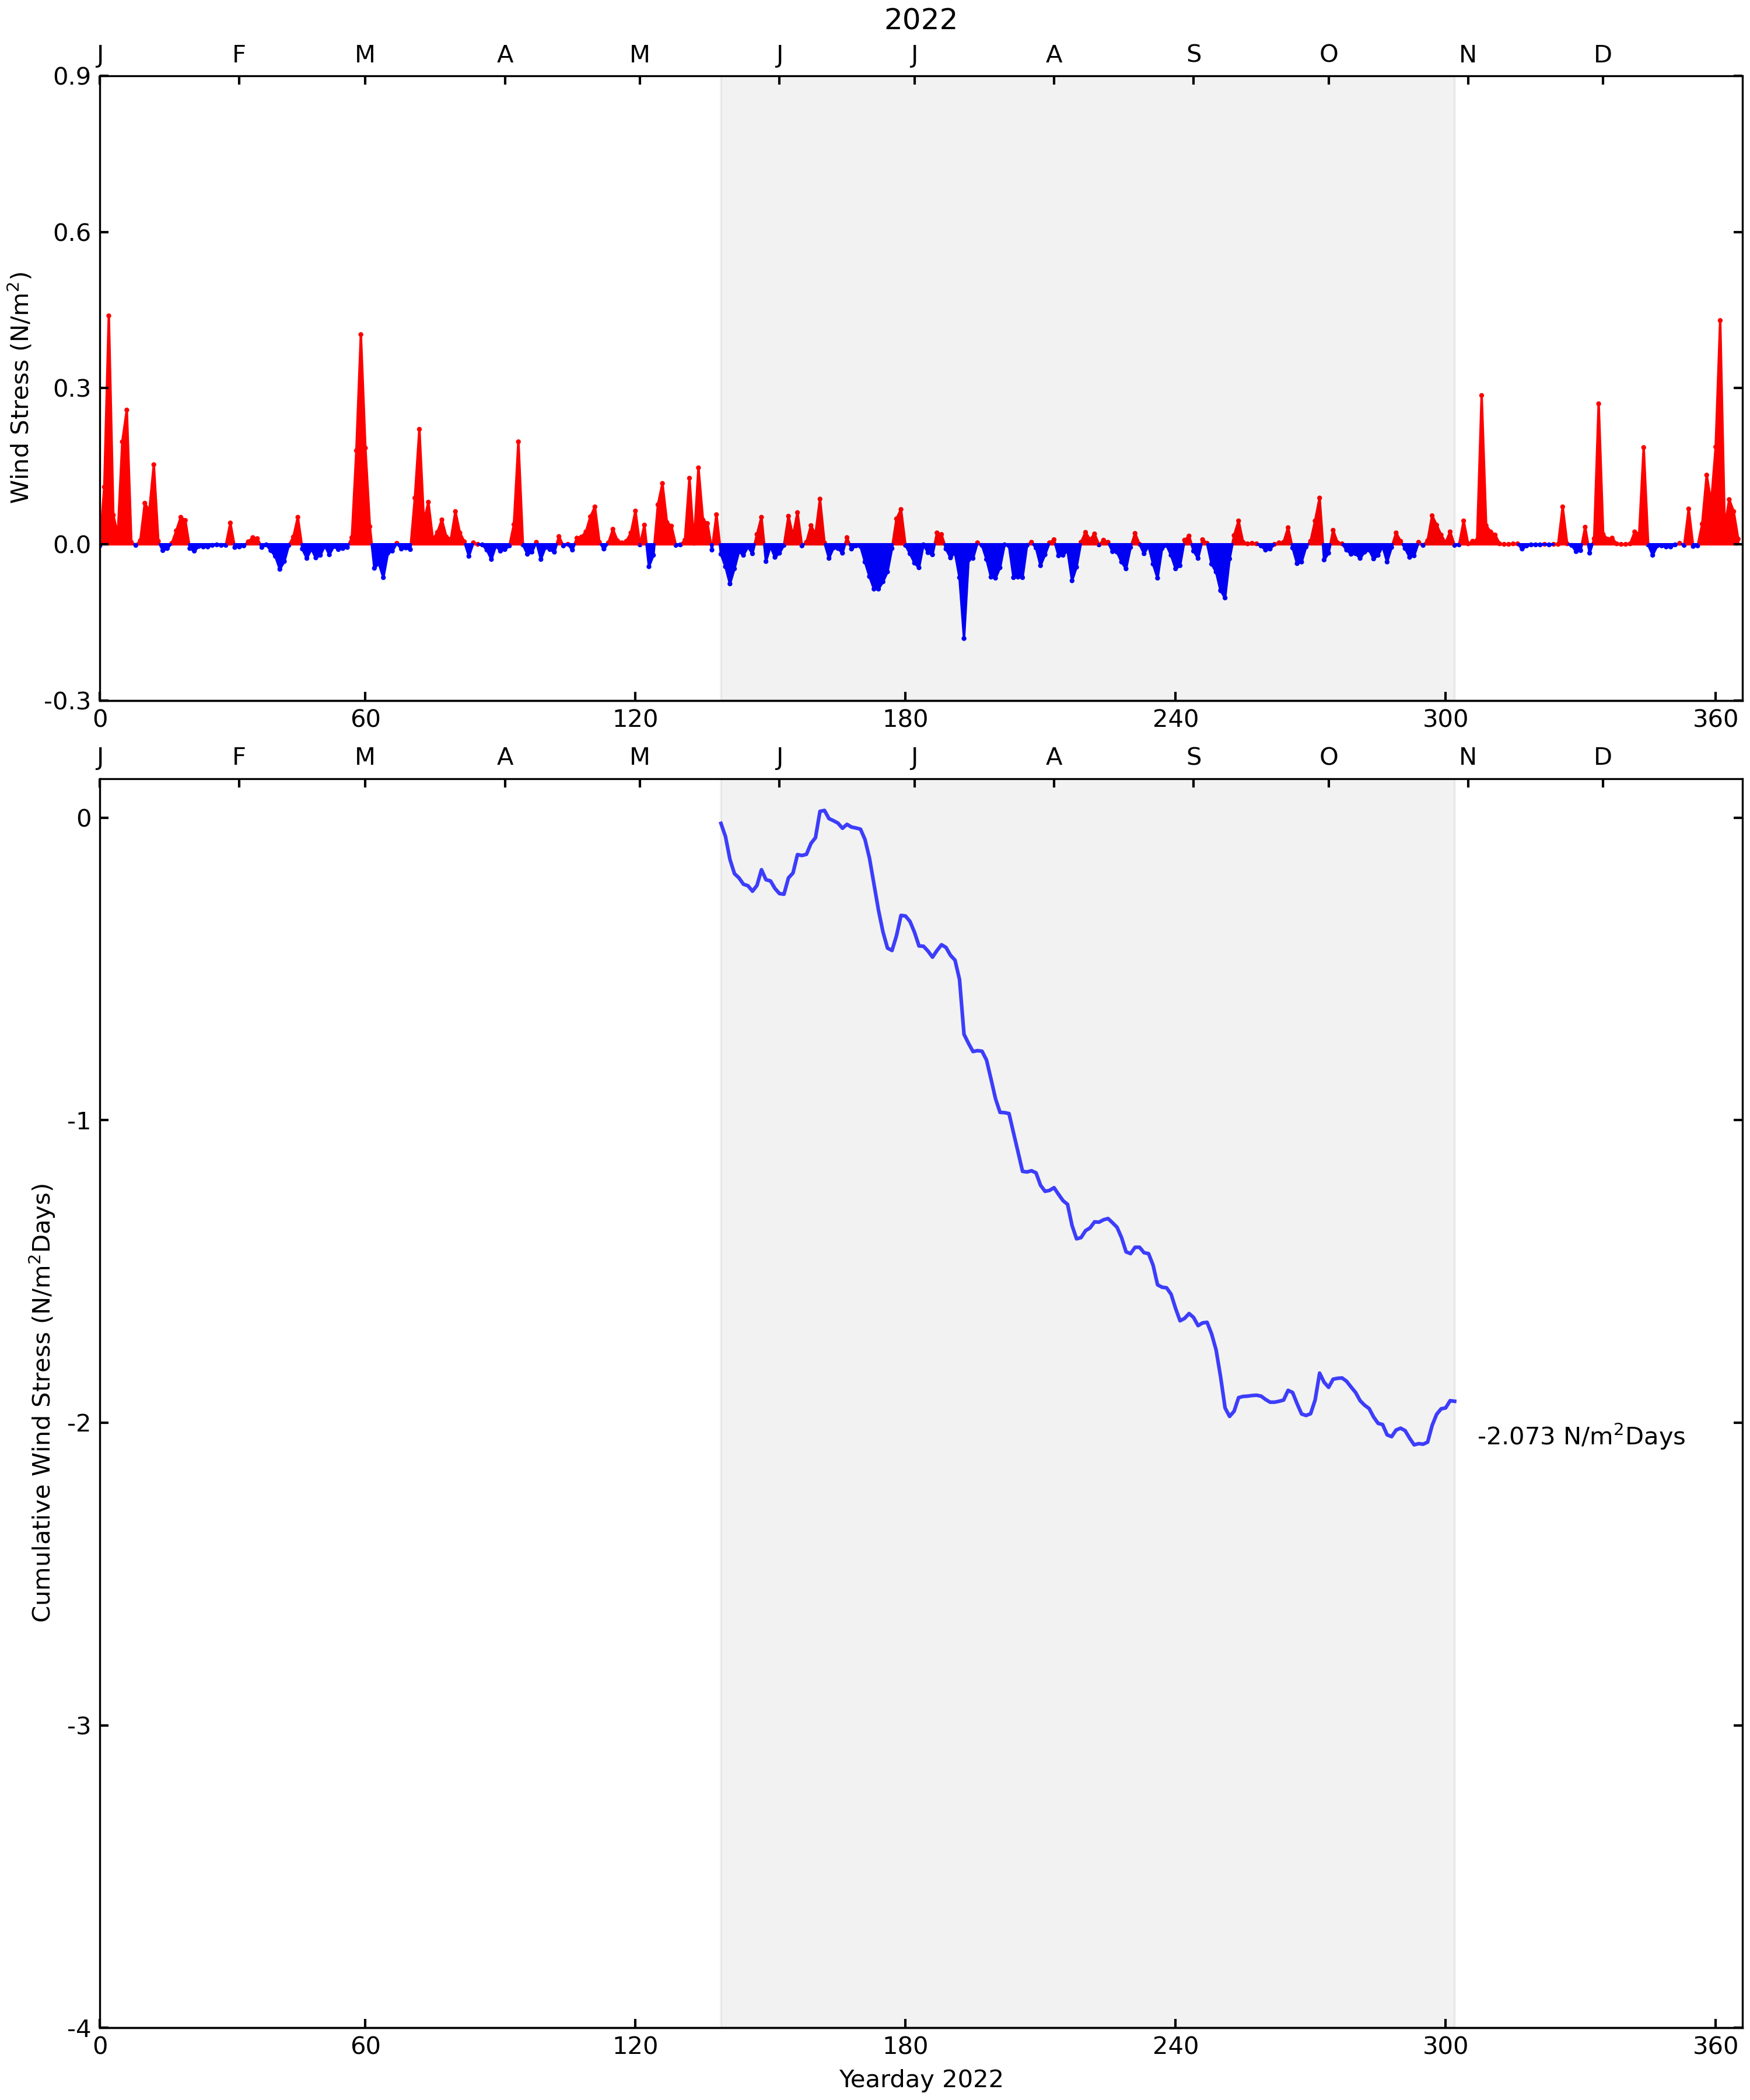 2022
J F M A M J J A S O N D
0.9
0.6
0.3
0.0
-0.3
Wind Stress (N/m²)
0 60 120 180 240 300 360
J F M A M J J A S O N D
0
-1
-2
-3
-4
Cumulative Wind Stress (N/m²Days)
-2.073 N/m²Days
0 60 120 180 240 300 360
Yearday 2022